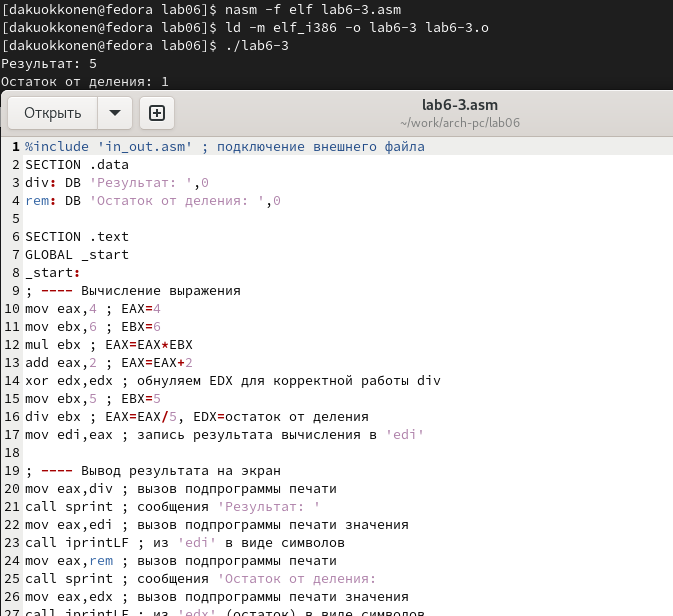 [dakuokkonen@fedora lab06]$ nasm -f elf lab6-3.asm
[dakuokkonen@fedora lab06]$ ld -m elf_i386 -o lab6-3 lab6-3.o
[dakuokkonen@fedora lab06]$ ./lab6-3
Результат: 5
Остаток от деления: 1
Открыть
lab6-3.asm
~/work/arch-pc/lab06
1 %include 'in_out.asm' ; подключение внешнего файла
2 SECTION .data
3 div: DB 'Результат: ',0
4 rem: DB 'Остаток от деления: ',0
5
6 SECTION .text
7 GLOBAL _start
8 _start:
9 ; ---- Вычисление выражения
10 mov eax,4 ; EAX=4
11 mov ebx,6 ; EBX=6
12 mul ebx ; EAX=EAX*EBX
13 add eax,2 ; EAX=EAX+2
14 xor edx,edx ; обнуляем EDX для корректной работы div
15 mov ebx,5 ; EBX=5
16 div ebx ; EAX=EAX/5, EDX=остаток от деления
17 mov edi,eax ; запись результата вычисления в 'edi'
18
19 ; ---- Вывод результата на экран
20 mov eax,div ; вызов подпрограммы печати
21 call sprint ; сообщения 'Результат: '
22 mov eax,edi ; вызов подпрограммы печати значения
23 call iprintLF ; из 'edi' в виде символов
24 mov eax,rem ; вызов подпрограммы печати
25 call sprint ; сообщения 'Остаток от деления:
26 mov eax,edx ; вызов подпрограммы печати значения
27 call iprintLF ; из 'edx' (остаток) в виде символов